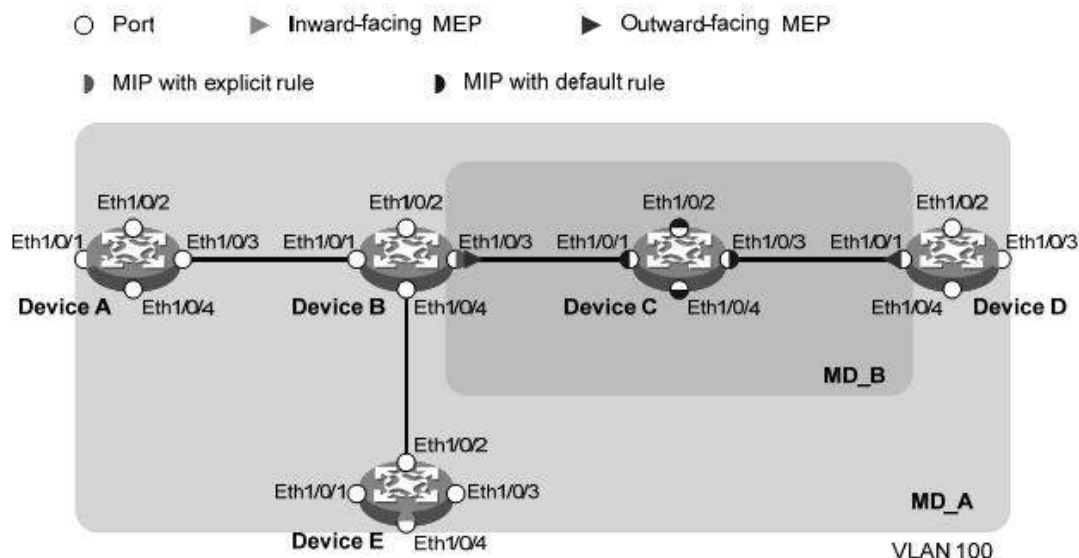 Port Inward-facing MEP Outward-facing MEP
MIP with explicit rule MIP with default rule
Eth1/0/2 Eth1/0/2 Eth1/0/2 Eth1/0/2
Eth1/0/1 Eth1/0/3 Eth1/0/1 Eth1/0/3 Eth1/0/1 Eth1/0/3 Eth1/0/1 Eth1/0/3
Device A Eth1/0/4 Device B Eth1/0/4 Device C Eth1/0/4 Eth1/0/4 Device D
MD_B
Eth1/0/2
Eth1/0/1 Eth1/0/3
MD_A
Device E Eth1/0/4
VLAN 100